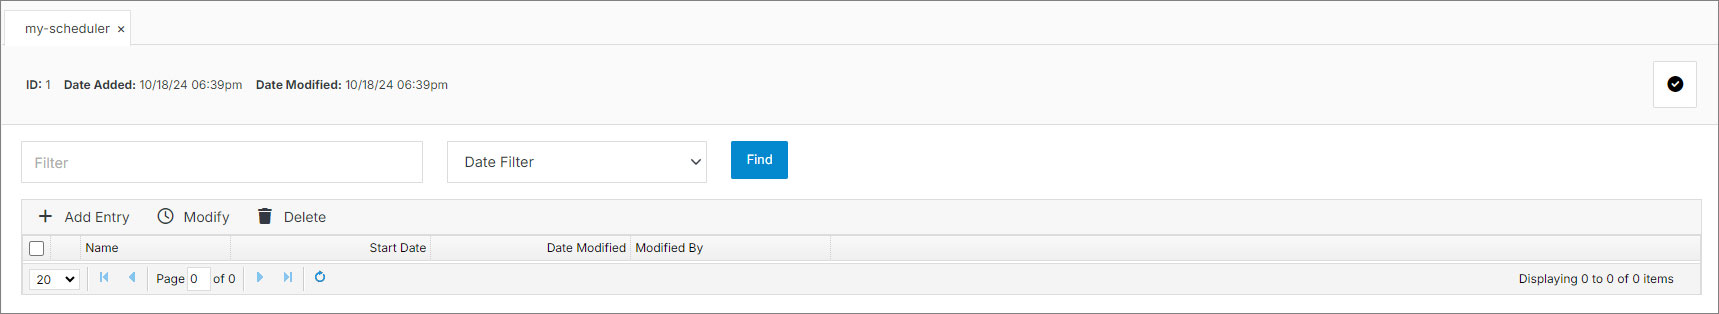 my-scheduler ×
ID: 1 Date Added: 10/18/24 06:39pm Date Modified: 10/18/24 06:39pm
Filter Date Filter Find
Add Entry Modify Delete
Name Start Date Date Modified Modified By
20 Page 0 of 0 Displaying 0 to 0 of 0 items